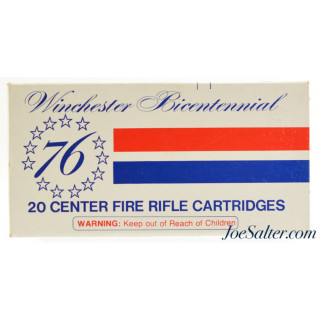 Winchester Bicentennial
76
20 CENTER FIRE RIFLE CARTRIDGES
WARNING: Keep out of Reach of Children
JoeSalter.com